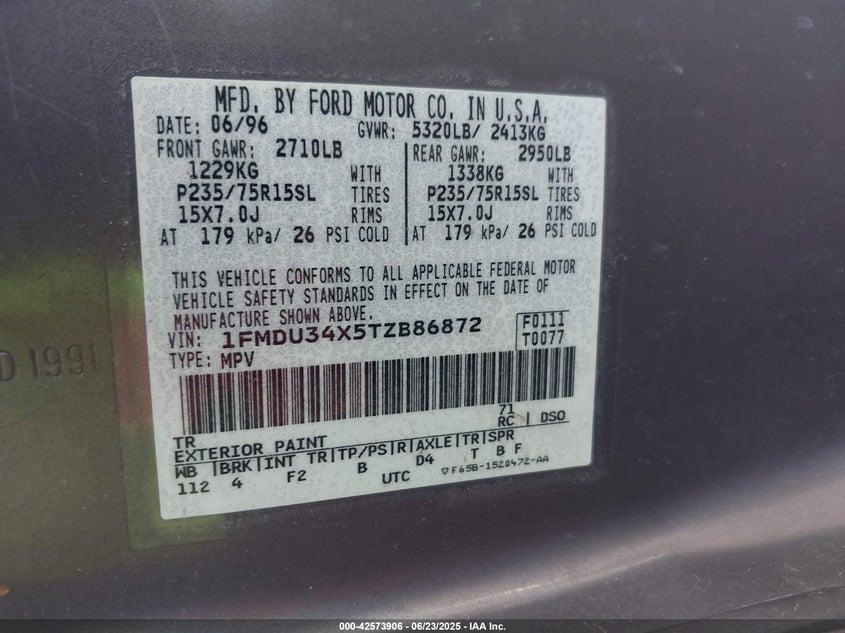 MFD. BY FORD MOTOR CO. IN U.S.A.
DATE: 06/96 GVWR: 5320LB/ 2413KG
FRONT GAWR: 2710LB REAR GAWR: 2950LB
1229KG WITH 1338KG WITH
P235/75R15SL TIRES P235/75R15SL TIRES
15X7.0J RIMS 15X7.0J RIMS
AT 179 kPa/ 26 PSI COLD AT 179 kPa/ 26 PSI COLD
THIS VEHICLE CONFORMS TO ALL APPLICABLE FEDERAL MOTOR
VEHICLE SAFETY STANDARDS IN EFFECT ON THE DATE OF
MANUFACTURE SHOWN ABOVE.
VIN: 1FMDU34X5TZB86872 F0111
TYPE: MPV T0077
71
TR RC DSO
EXTERIOR PAINT
WB BRK INT TR TP/PS R AXLE TR SPR
112 4 F2 B D4 T B F
UTC ▽F65B-1520472-AA
D 1991
000-42573906 - 06/23/2025 - IAA Inc.